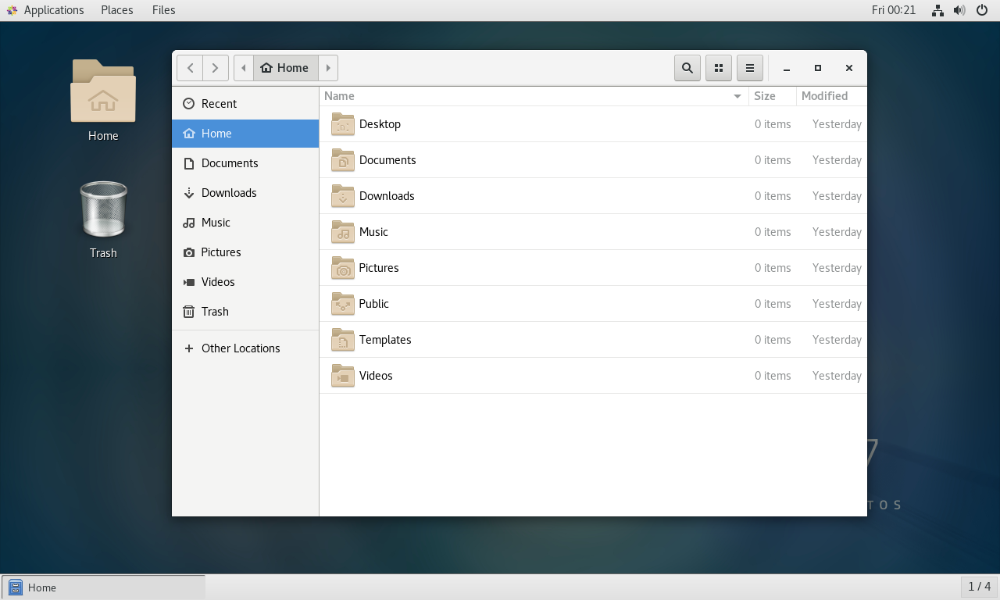 Applications Places Files Fri 00:21
Home
Trash
Home
Recent
Home
Documents
Downloads
Music
Pictures
Videos
Trash
Other Locations
Name Size Modified
Desktop 0 items Yesterday
Documents 0 items Yesterday
Downloads 0 items Yesterday
Music 0 items Yesterday
Pictures 0 items Yesterday
Public 0 items Yesterday
Templates 0 items Yesterday
Videos 0 items Yesterday
7
TOS
Home 1 / 4